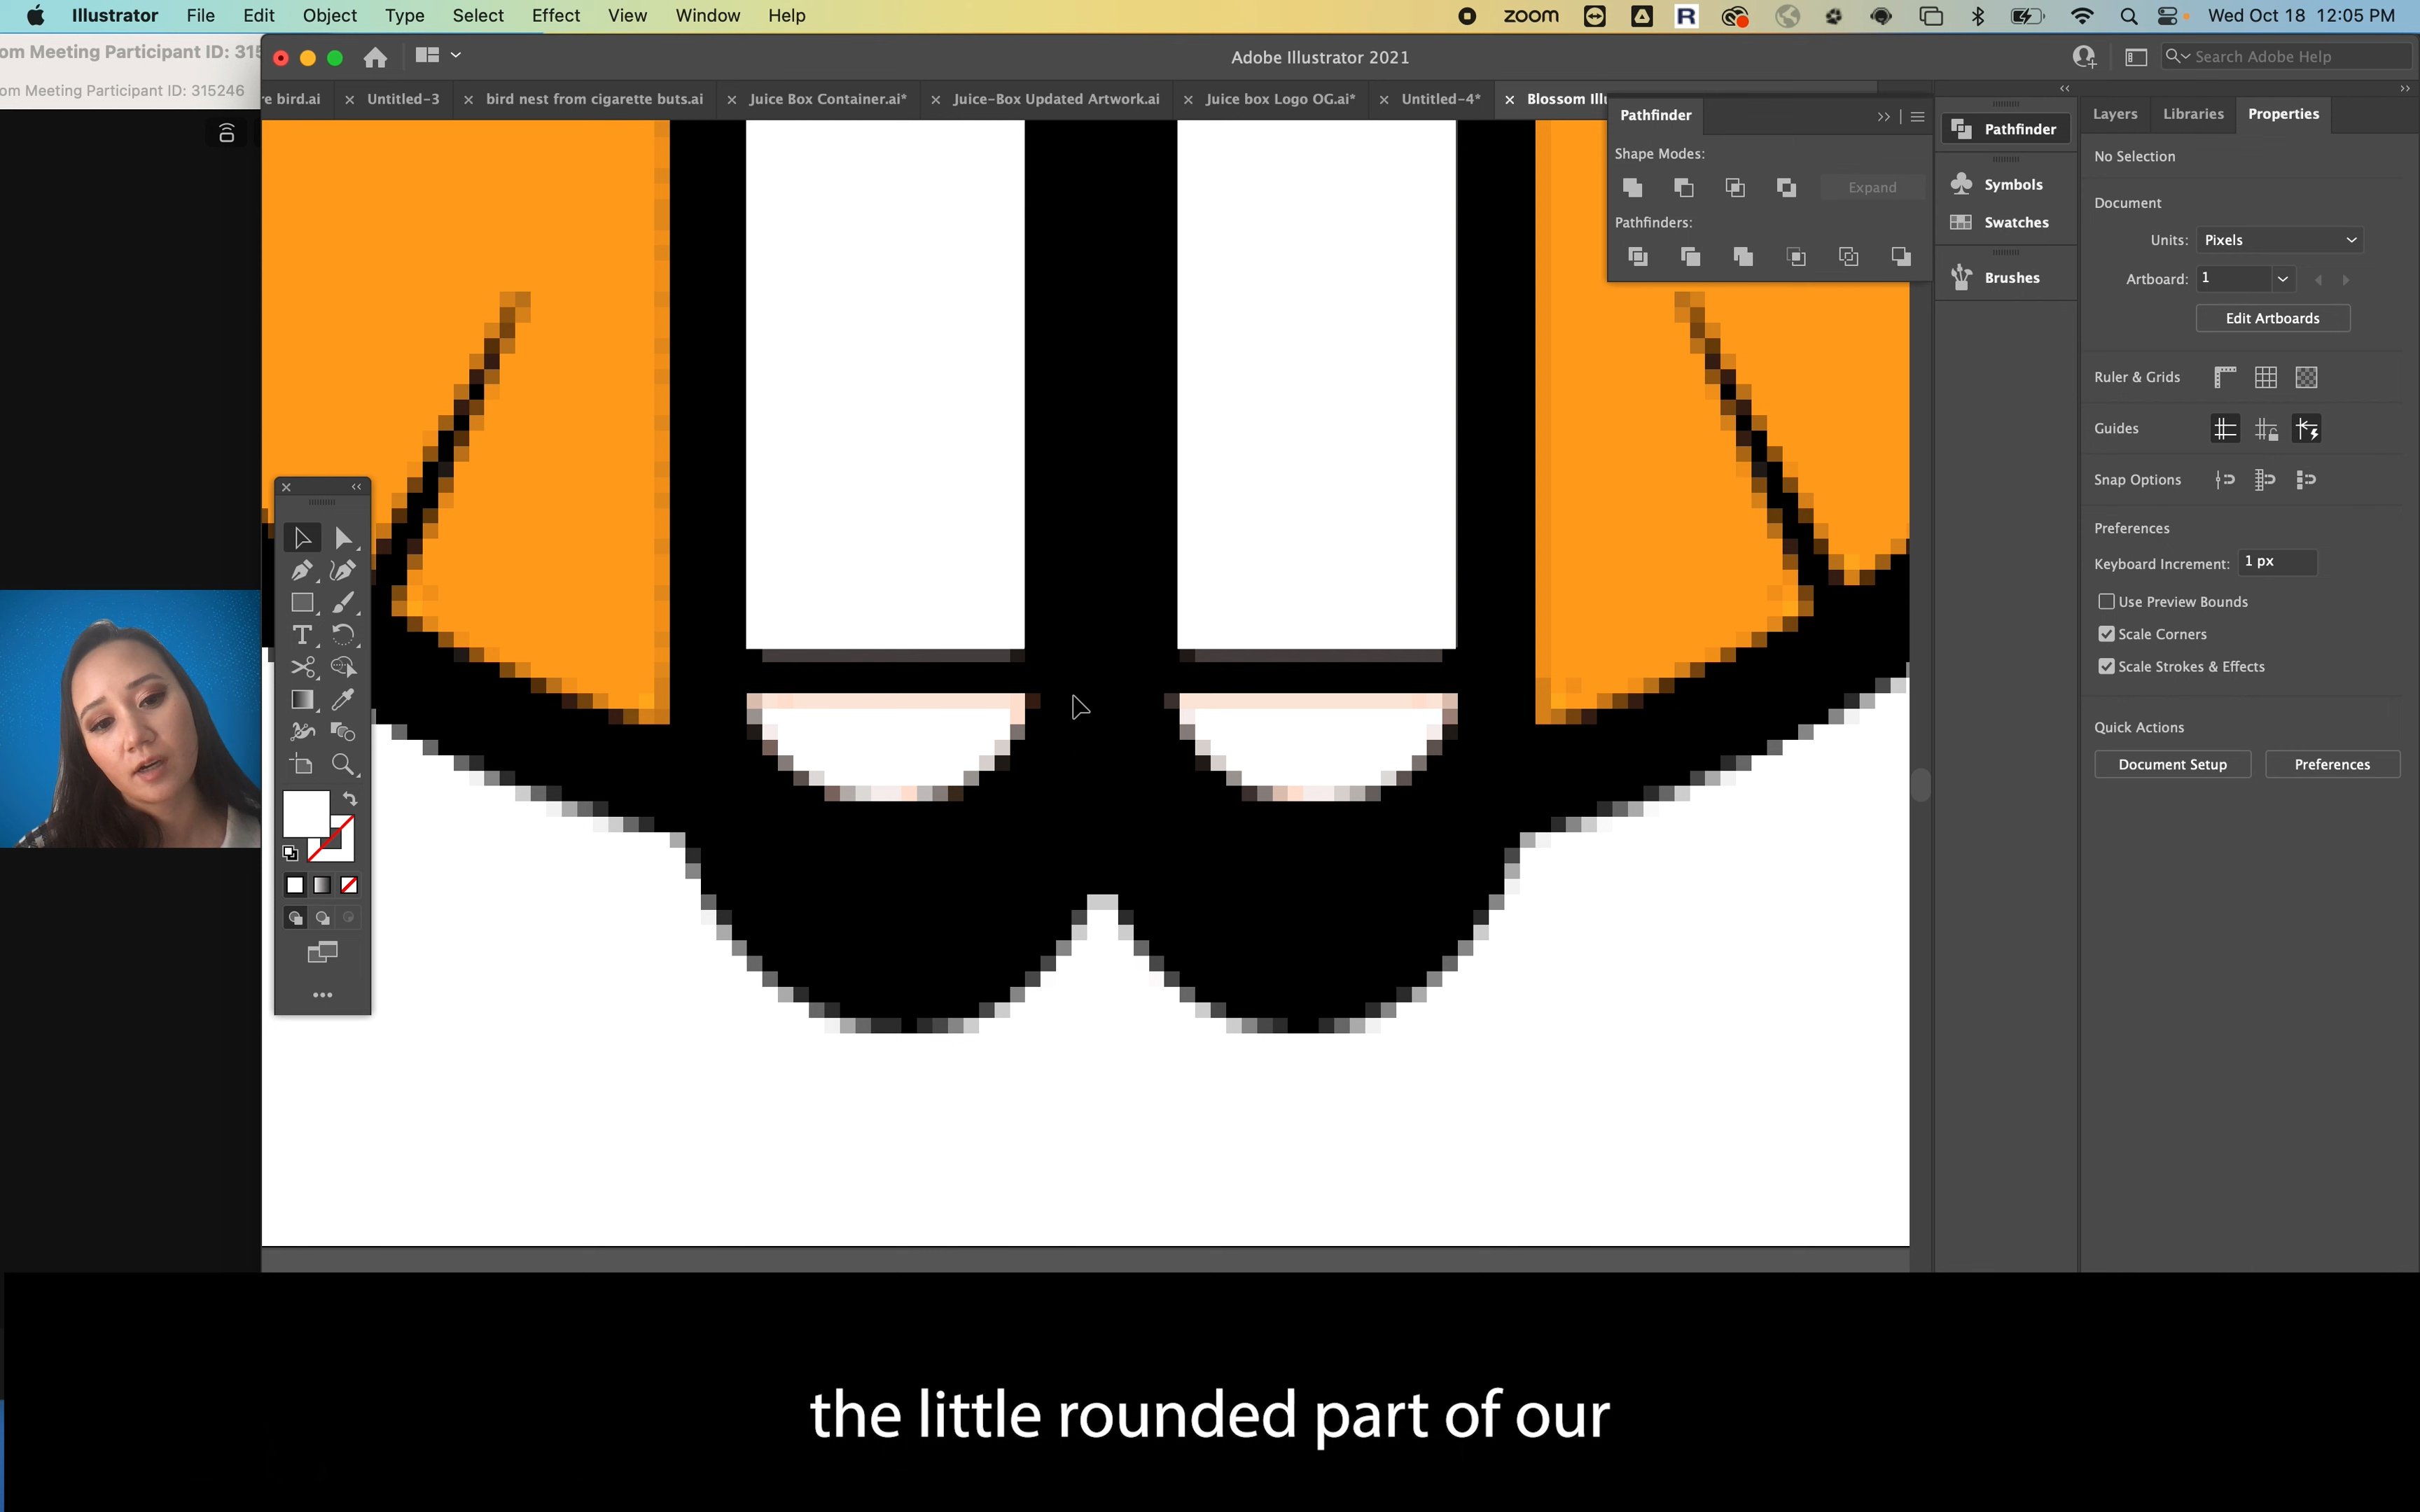 Illustrator File Edit Object Type Select Effect View Window Help
zoom
R
Wed Oct 18 12:05 PM
om Meeting Participant ID: 315
om Meeting Participant ID: 315246
Adobe Illustrator 2021
Search Adobe Help
re bird.ai
Untitled-3
bird nest from cigarette buts.ai
Juice Box Container.ai*
Juice-Box Updated Artwork.ai
Juice box Logo OG.ai*
Untitled-4*
Blossom Illu
Pathfinder
Shape Modes:
Expand
Pathfinders:
Pathfinder
Symbols
Swatches
Brushes
Layers Libraries Properties
No Selection
Document
Units: Pixels
Artboard: 1
Edit Artboards
Ruler & Grids
Guides
Snap Options
Preferences
Keyboard Increment: 1 px
Use Preview Bounds
Scale Corners
Scale Strokes & Effects
Quick Actions
Document Setup Preferences
the little rounded part of our